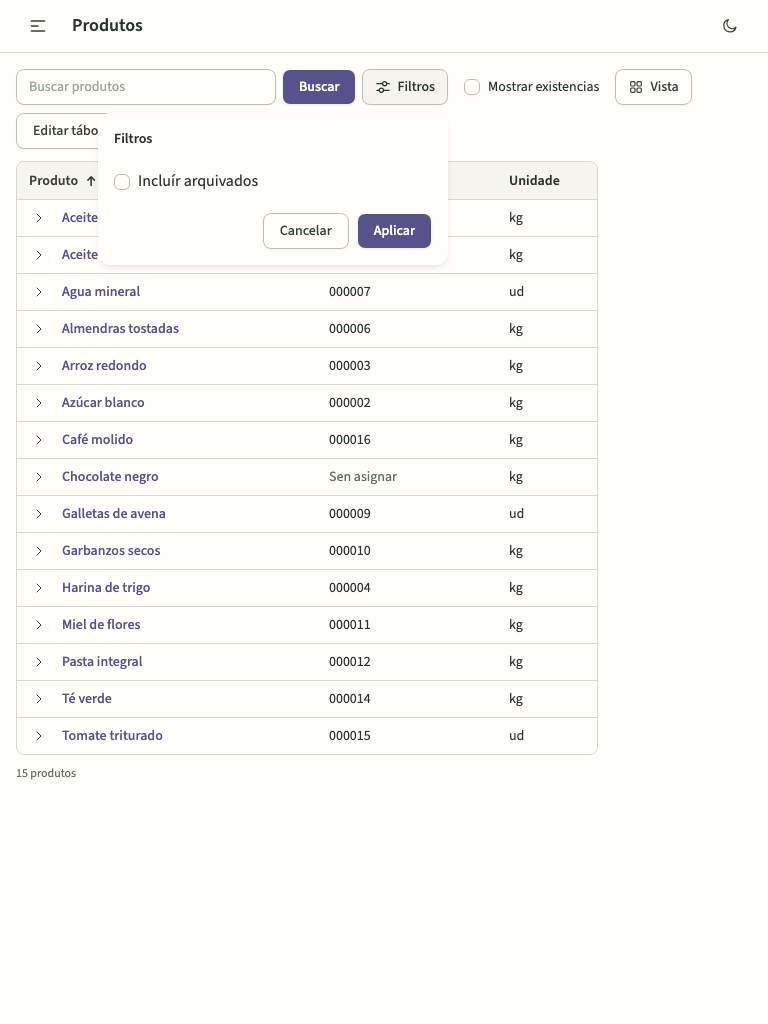 Produtos
Buscar produtos
Buscar
Filtros
Mostrar existencias
Vista
Editar tábo
Filtros
Incluír arquivados
Cancelar
Aplicar
Produto
Unidade
Aceite
kg
Aceite
kg
Agua mineral 000007 ud
Almendras tostadas 000006 kg
Arroz redondo 000003 kg
Azúcar blanco 000002 kg
Café molido 000016 kg
Chocolate negro Sen asignar kg
Galletas de avena 000009 ud
Garbanzos secos 000010 kg
Harina de trigo 000004 kg
Miel de flores 000011 kg
Pasta integral 000012 kg
Té verde 000014 kg
Tomate triturado 000015 ud
15 produtos